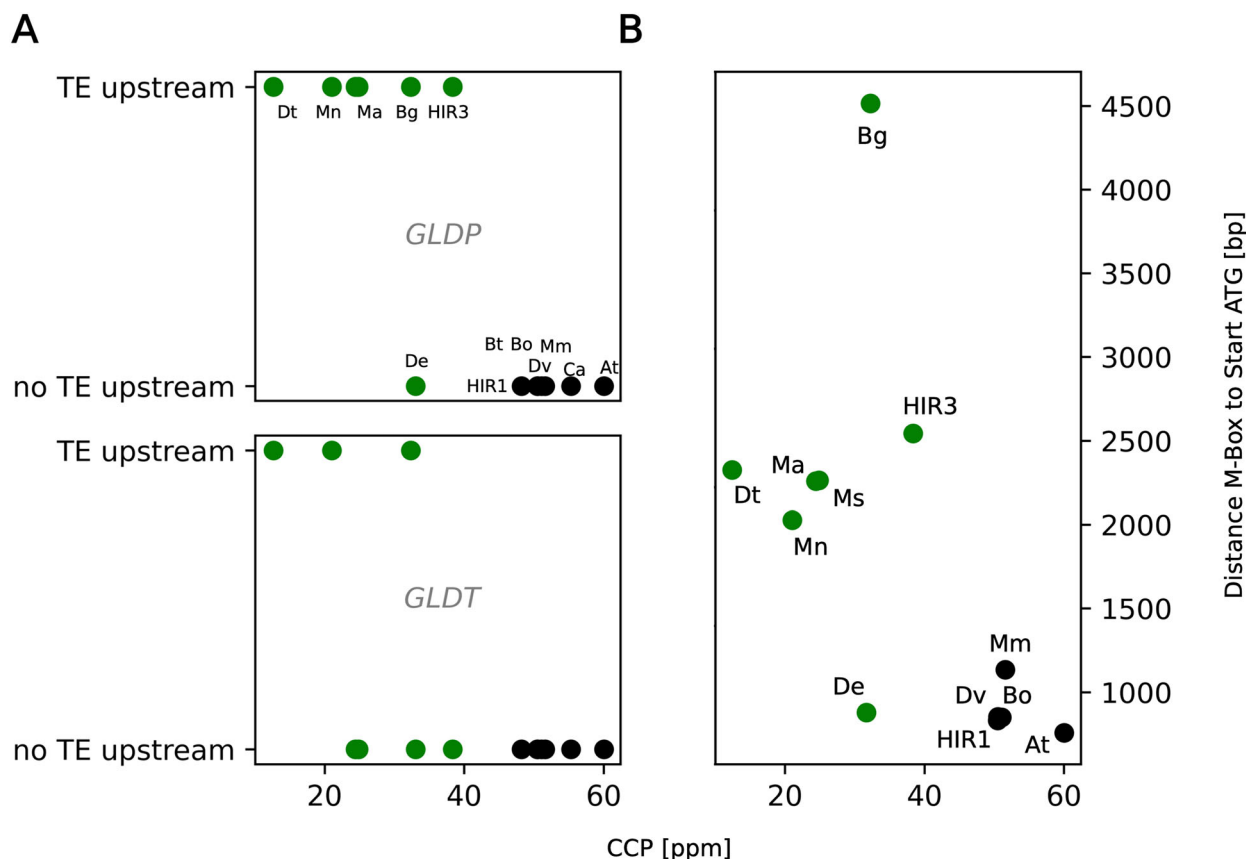 A
B
TE upstream
Dt Mn Ma Bg HIR3
GLDP
Bt Bo Mm
De Dv Ca At
no TE upstream
HIR1
TE upstream
GLDT
no TE upstream
20 40 60
4500
Bg
4000
3500
3000
HIR3
2500
Ma
Dt Ms
2000
Mn
1500
Mm
De Dv Bo
1000
HIR1 At
20 40 60
Distance M-Box to Start ATG [bp]
CCP [ppm]